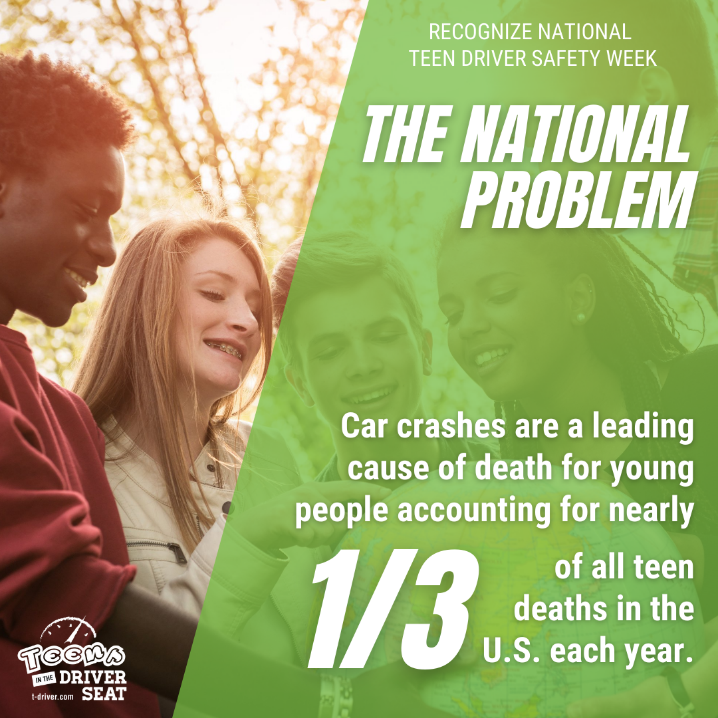 RECOGNIZE NATIONAL
TEEN DRIVER SAFETY WEEK
THE NATIONAL
PROBLEM
Car crashes are a leading
cause of death for young
people accounting for nearly
1/3
of all teen
deaths in the
U.S. each year.
TEENS
IN THE DRIVER
t-driver.com SEAT